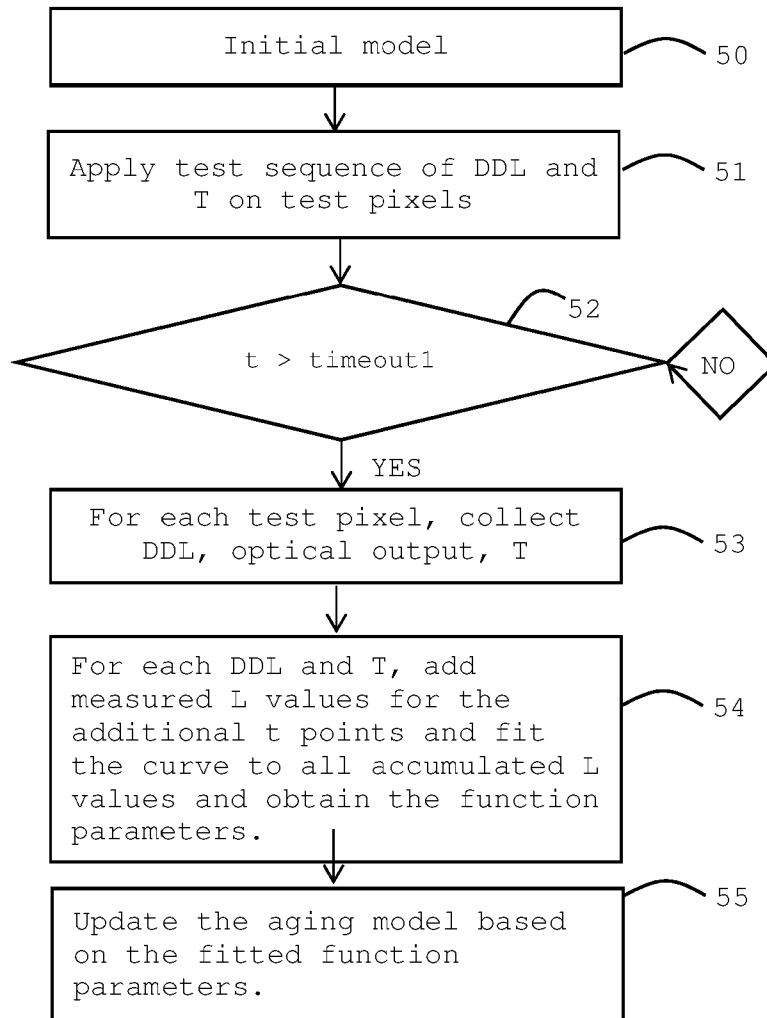 Initial model
50
Apply test sequence of DDL and
T on test pixels
51
52
t > timeout1
NO
YES
For each test pixel, collect
DDL, optical output, T
53
For each DDL and T, add
measured L values for the
additional t points and fit
the curve to all accumulated L
values and obtain the function
parameters.
54
55
Update the aging model based
on the fitted function
parameters.